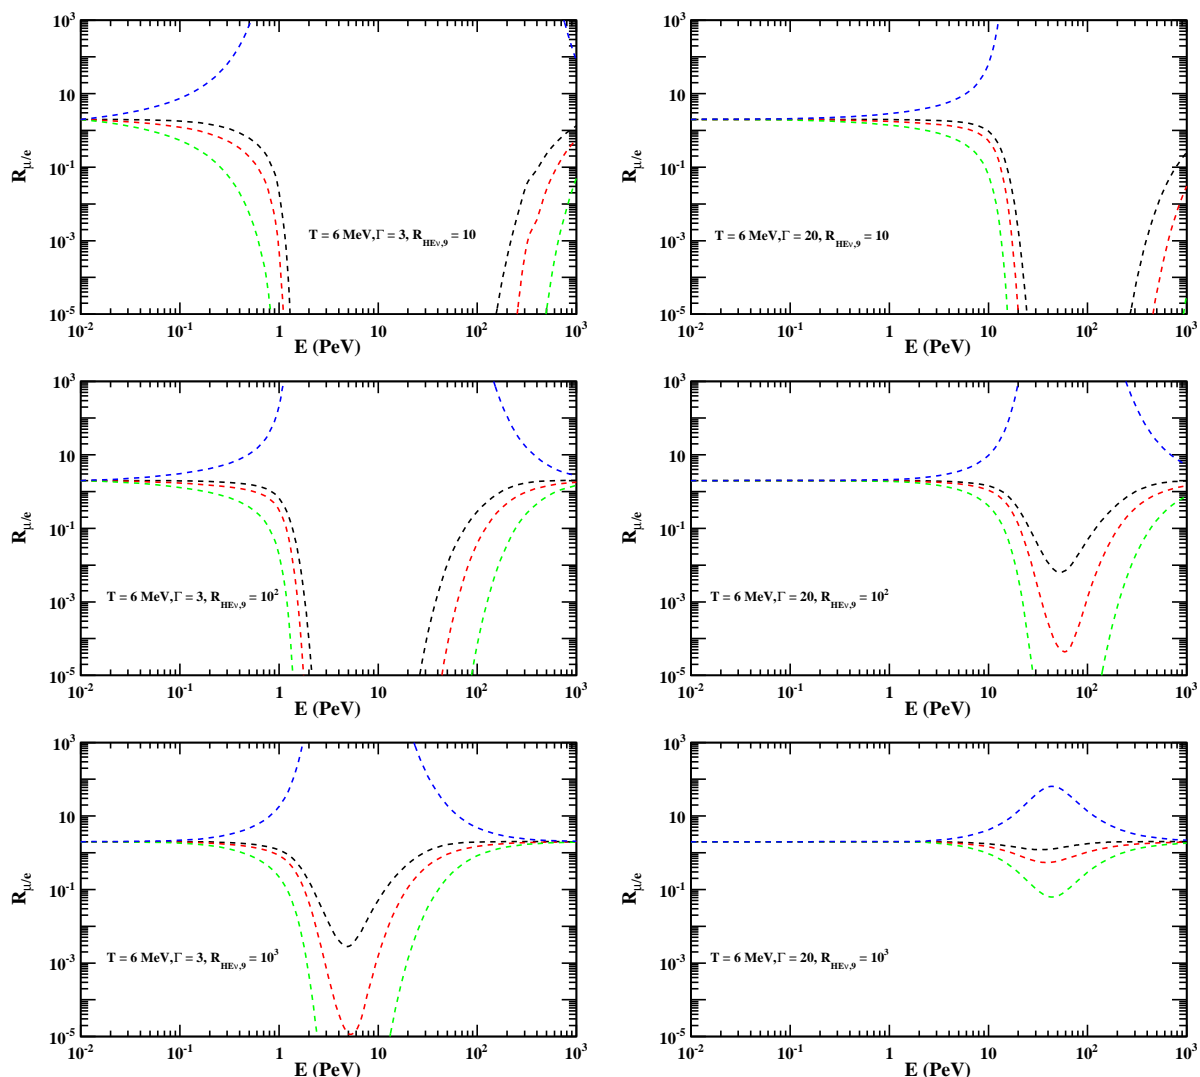 10³ 10³
10 10
10⁻¹ 10⁻¹
10⁻³ 10⁻³
10⁻⁵ 10⁻⁵
R_μ/e R_μ/e
T = 6 MeV,Γ = 3, R_HEν,9 = 10 T = 6 MeV,Γ = 20, R_HEν,9 = 10
10⁻² 10⁻¹ 1 10 10² 10³ 10⁻² 10⁻¹ 1 10 10² 10³
E (PeV) E (PeV)
10³ 10³
10 10
10⁻¹ 10⁻¹
10⁻³ 10⁻³
10⁻⁵ 10⁻⁵
R_μ/e R_μ/e
T = 6 MeV,Γ = 3, R_HEν,9 = 10² T = 6 MeV,Γ = 20, R_HEν,9 = 10²
10⁻² 10⁻¹ 1 10 10² 10³ 10⁻² 10⁻¹ 1 10 10² 10³
E (PeV) E (PeV)
10³ 10³
10 10
10⁻¹ 10⁻¹
10⁻³ 10⁻³
10⁻⁵ 10⁻⁵
R_μ/e R_μ/e
T = 6 MeV,Γ = 3, R_HEν,9 = 10³ T = 6 MeV,Γ = 20, R_HEν,9 = 10³
10⁻² 10⁻¹ 1 10 10² 10³ 10⁻² 10⁻¹ 1 10 10² 10³
E (PeV) E (PeV)